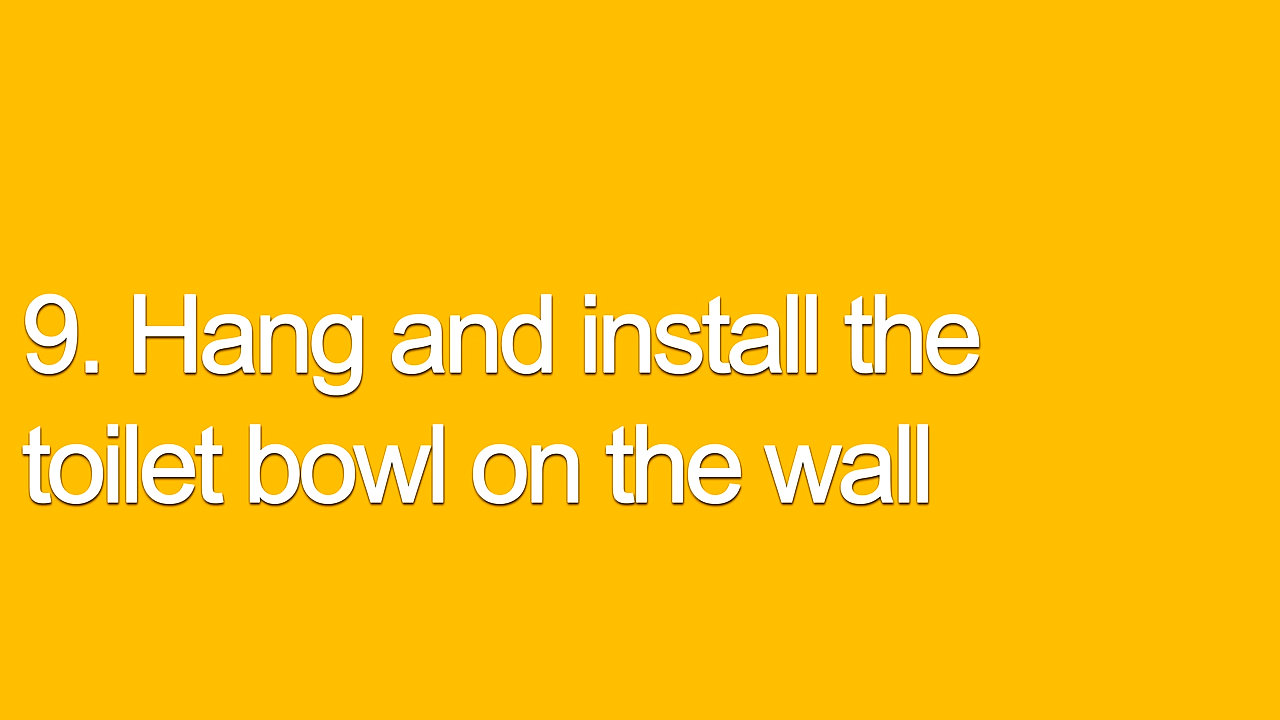 9. Hang and install the
toilet bowl on the wall